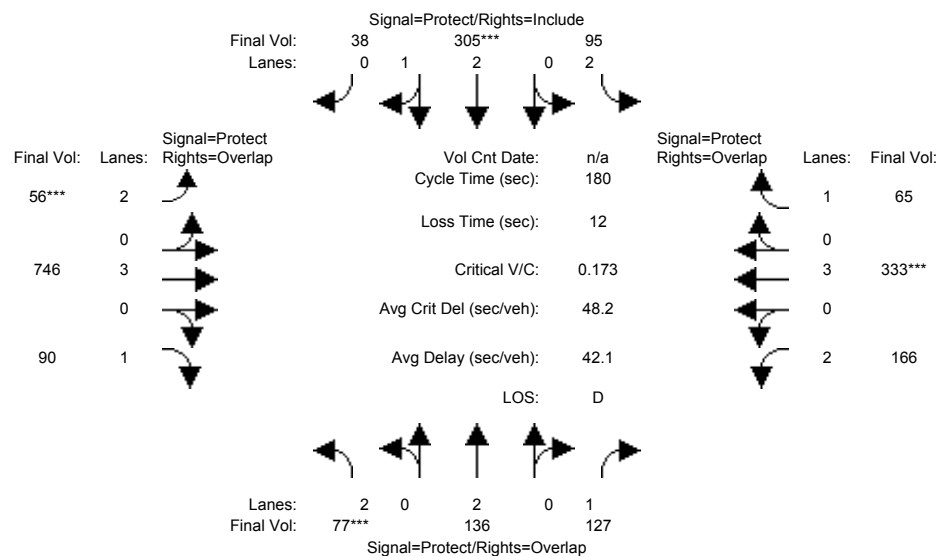 Signal=Protect/Rights=Include
Final Vol: 38 305*** 95
Lanes: 0 1 2 0 2
Signal=Protect Signal=Protect
Final Vol: Lanes: Rights=Overlap Vol Cnt Date: n/a Rights=Overlap Lanes: Final Vol:
Cycle Time (sec): 180
56*** 2 1 65
Loss Time (sec): 12
0 0
746 3 Critical V/C: 0.173 3 333***
0 Avg Crit Del (sec/veh): 48.2 0
90 1 Avg Delay (sec/veh): 42.1 2 166
LOS: D
Lanes: 2 0 2 0 1
Final Vol: 77*** 136 127
Signal=Protect/Rights=Overlap